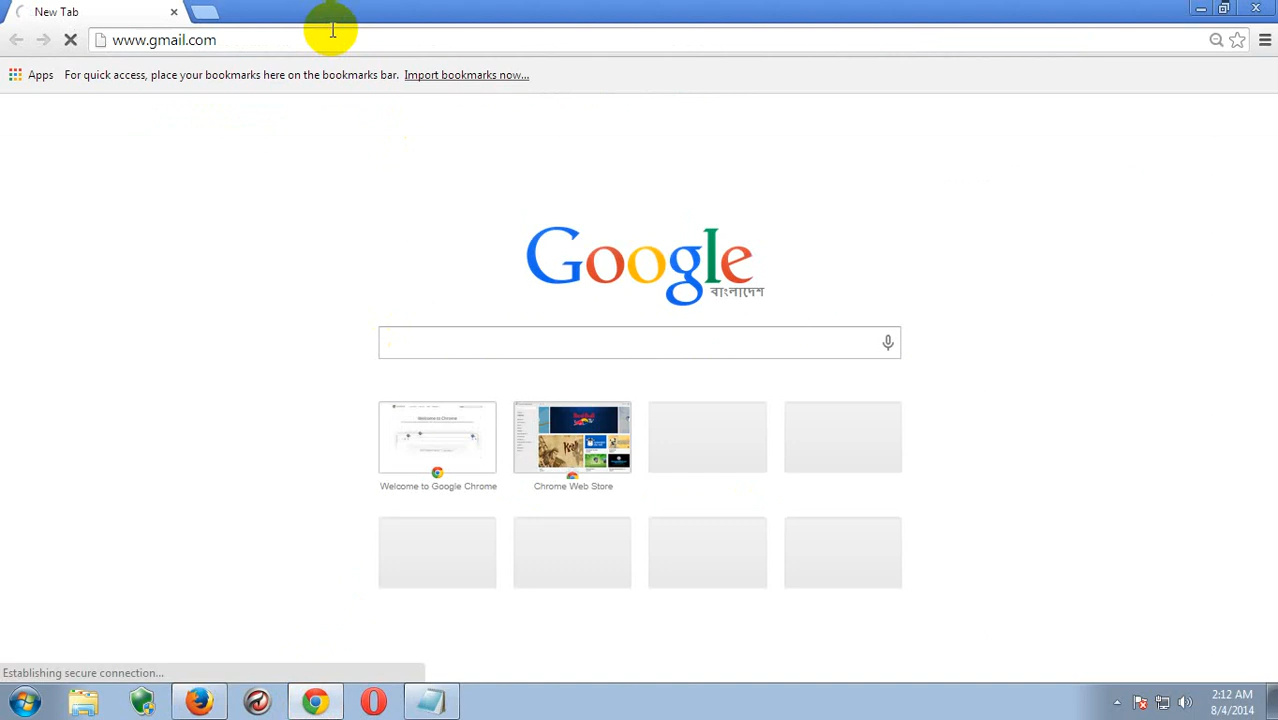 New Tab
www.gmail.com
Apps For quick access, place your bookmarks here on the bookmarks bar. Import bookmarks now...
Google
বাংলাদেশ
Welcome to Google Chrome
Chrome Web Store
Establishing secure connection...
2:12 AM
8/4/2014